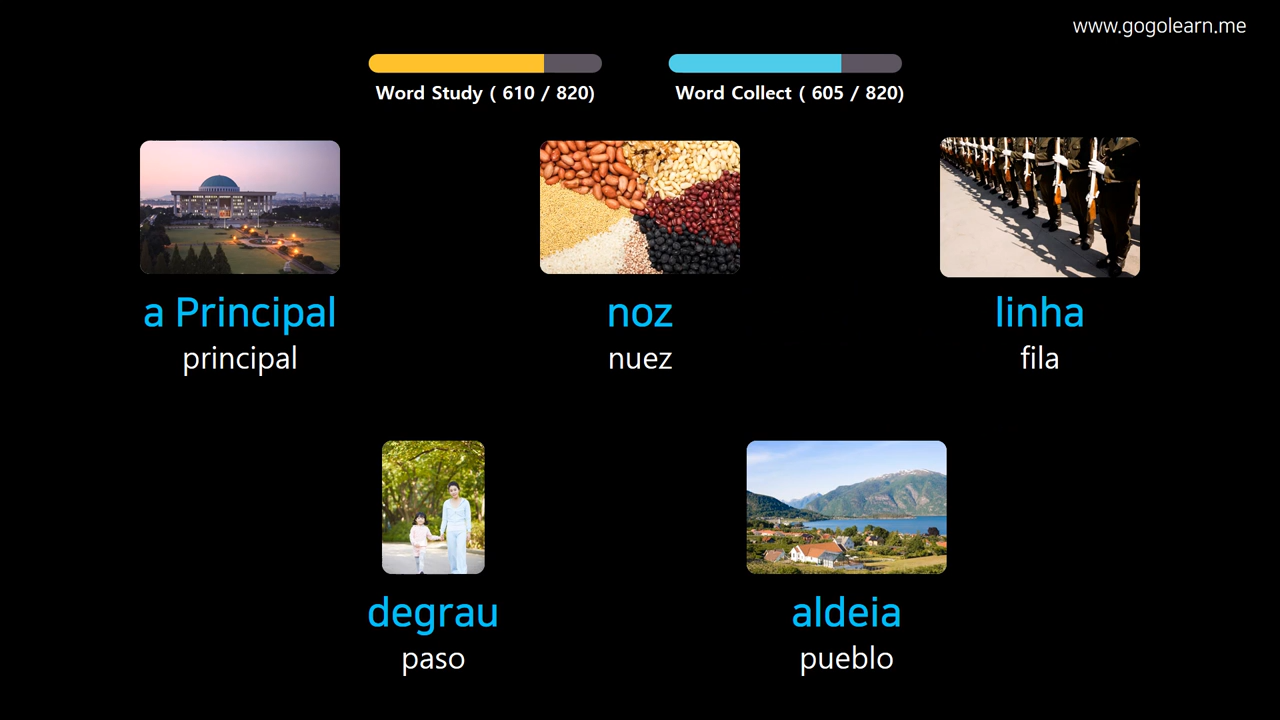 www.gogolearn.me
Word Study ( 610 / 820)
Word Collect ( 605 / 820)
a Principal
principal
noz
nuez
linha
fila
degrau
paso
aldeia
pueblo